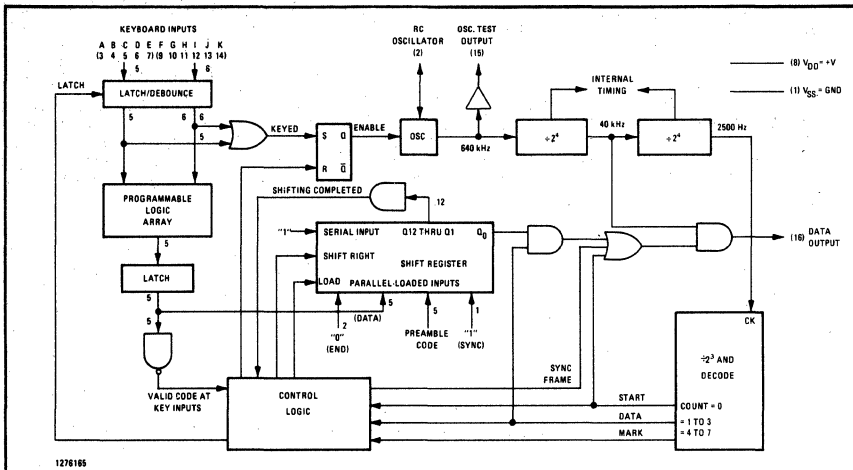 KEYBOARD INPUTS
A B C D E F G H I J K
(3 4 5 6 7) (9 10 11 12 13 14)
5 6
LATCH
LATCH/DEBOUNCE
5 6 6
5
KEYED
S Q
R Q̅
ENABLE
RC
OSCILLATOR
(2)
OSC. TEST
OUTPUT
(15)
OSC
640 kHz
INTERNAL
TIMING
÷2⁴
40 kHz
÷2⁴
2500 Hz
(8) VDD = +V
(1) VSS = GND
PROGRAMMABLE
LOGIC
ARRAY
5
LATCH
5
5
SHIFTING COMPLETED
12
"1"
SERIAL INPUT
Q12 THRU Q1
Q0
SHIFT RIGHT
SHIFT REGISTER
LOAD
PARALLEL-LOADED INPUTS
2
"0"
(END)
5
(DATA)
5
PREAMBLE
CODE
1
"1"
(SYNC)
(16) DATA
OUTPUT
CK
÷2³ AND
DECODE
COUNT = 0
= 1 TO 3
= 4 TO 7
SYNC
FRAME
START
DATA
MARK
VALID CODE AT
KEY INPUTS
CONTROL
LOGIC
1276165